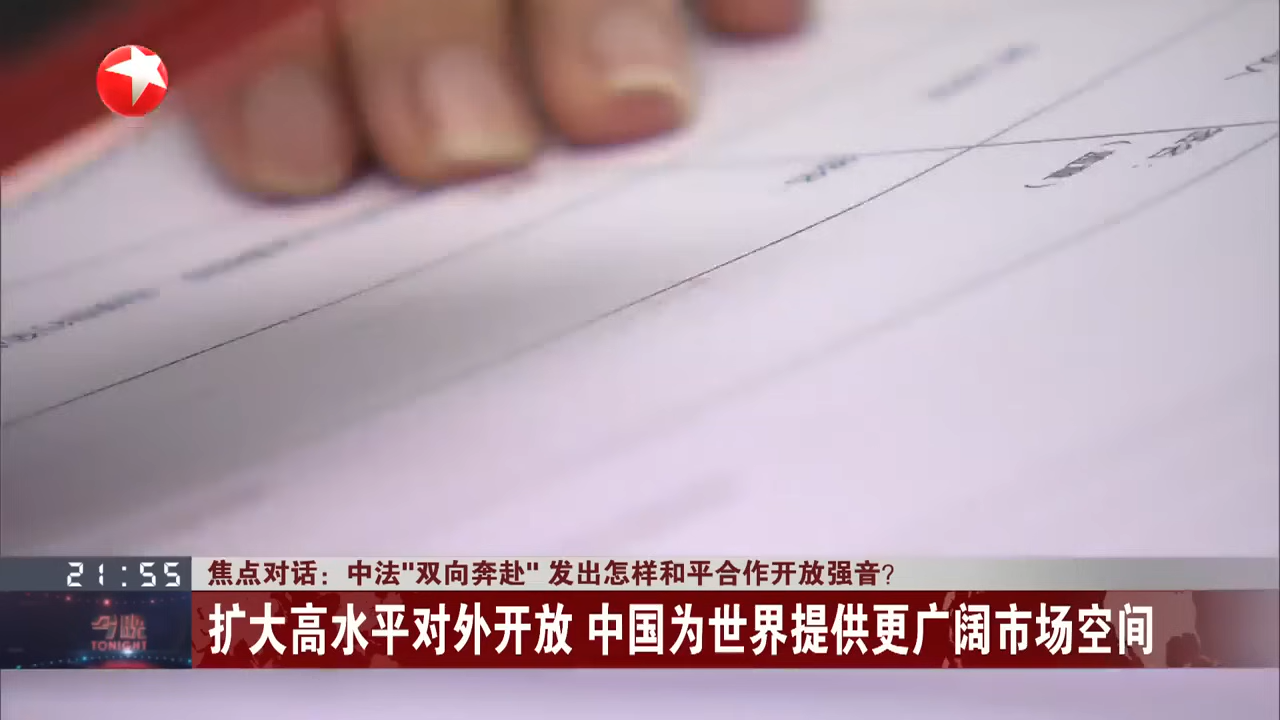 21:55
焦点对话：中法"双向奔赴" 发出怎样和平合作开放强音？
今晚
TONIGHT
扩大高水平对外开放 中国为世界提供更广阔市场空间